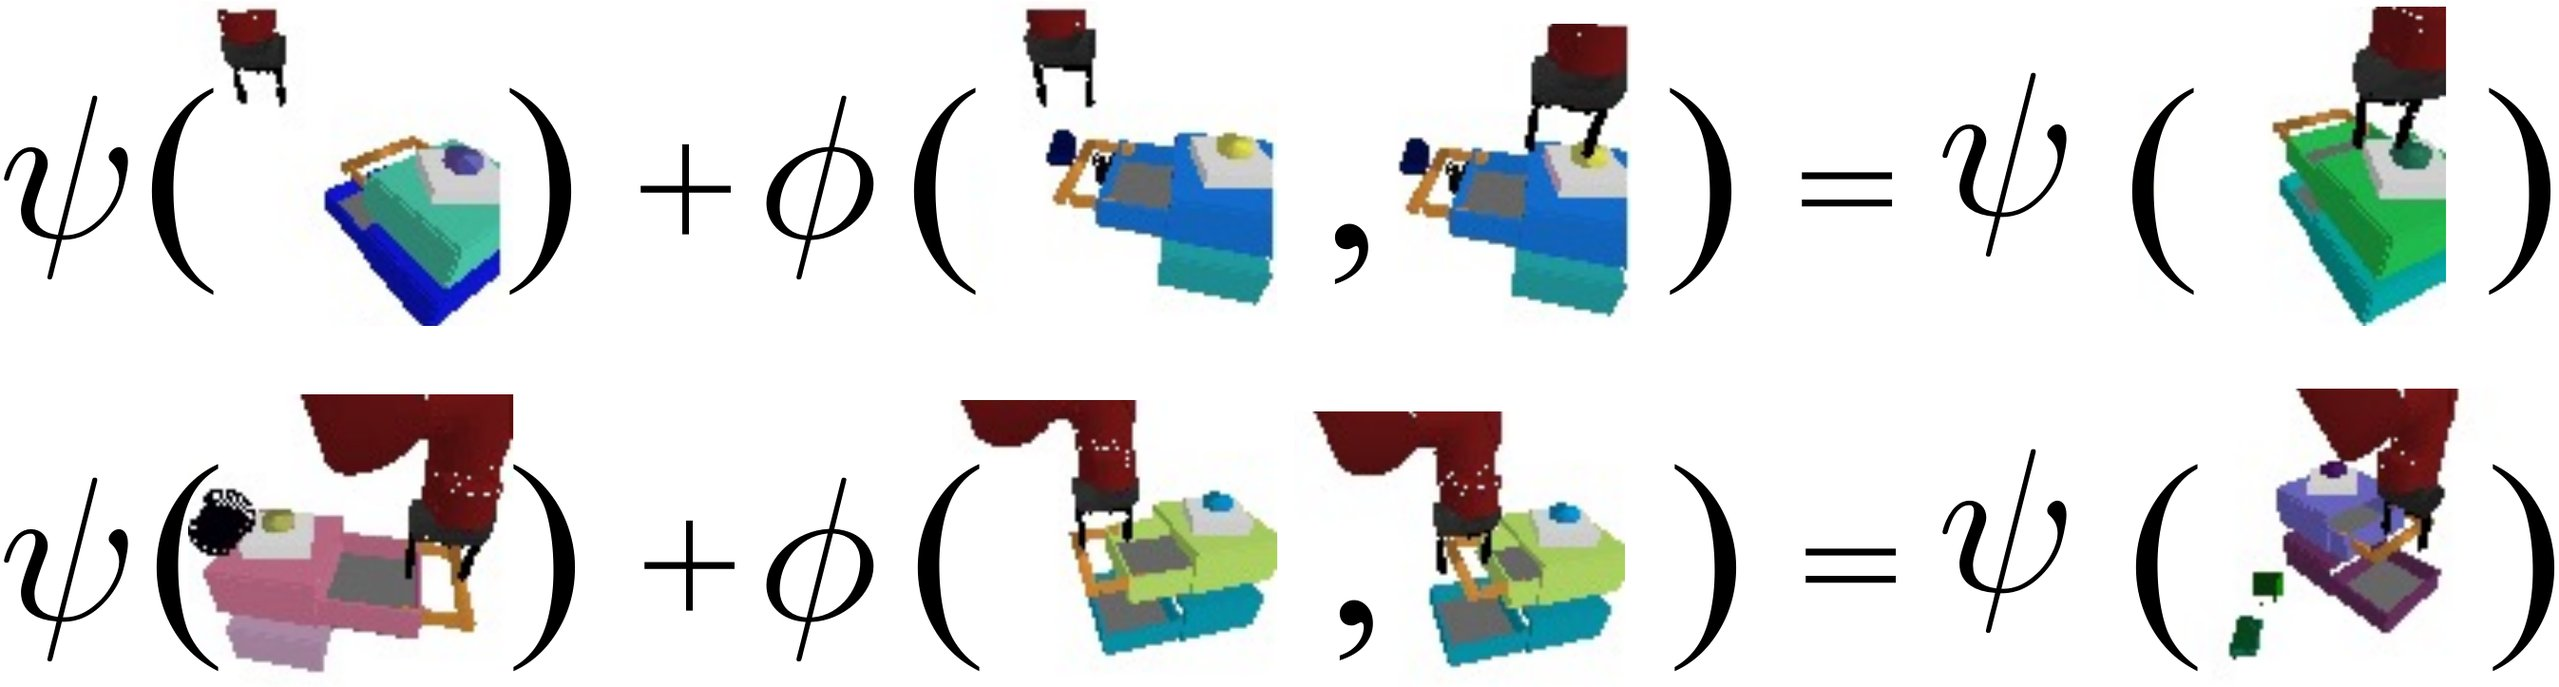 ψ( ) + ϕ( , ) = ψ( )
ψ( ) + ϕ( , ) = ψ( )